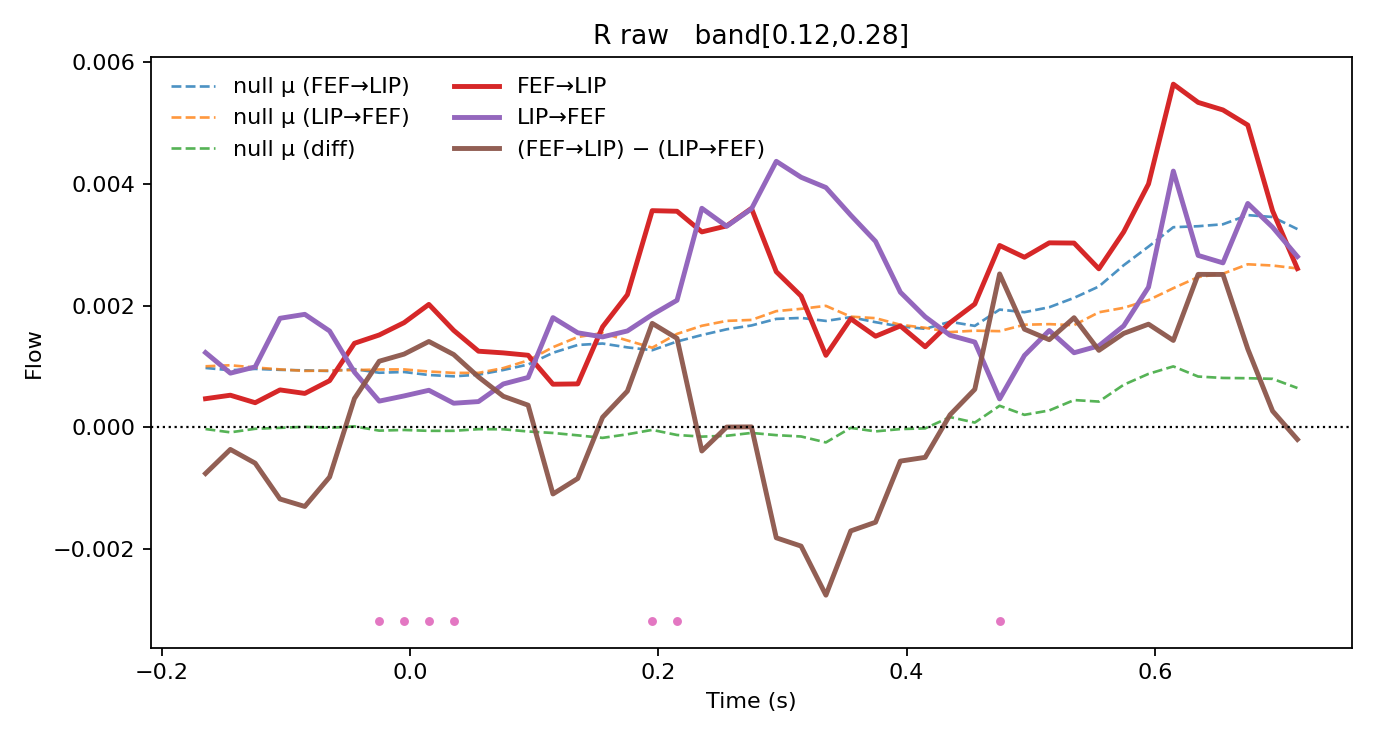 R raw   band[0.12,0.28]
0.006
0.004
0.002
0.000
−0.002
Flow
null μ (FEF→LIP)
null μ (LIP→FEF)
null μ (diff)
FEF→LIP
LIP→FEF
(FEF→LIP) − (LIP→FEF)
−0.2
0.0
0.2
0.4
0.6
Time (s)